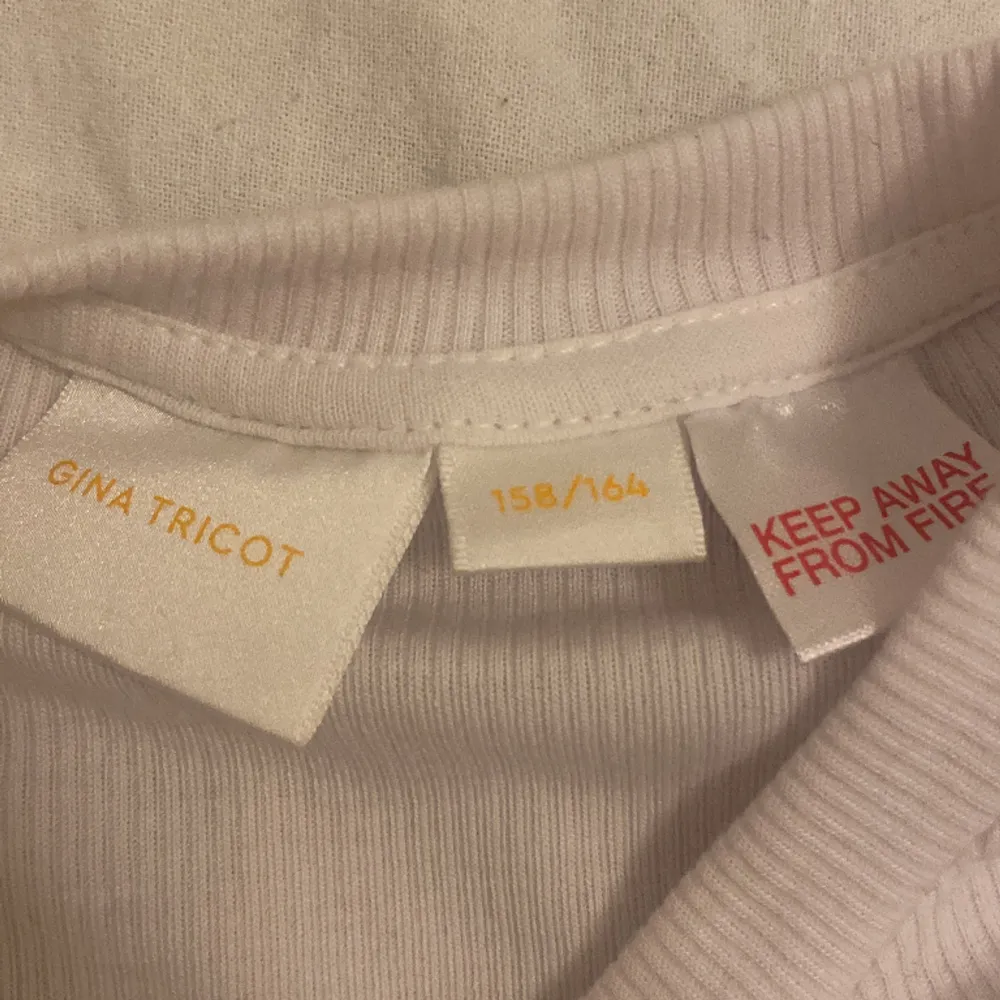 GINA TRICOT
158/164
KEEP AWAY
FROM FIRE